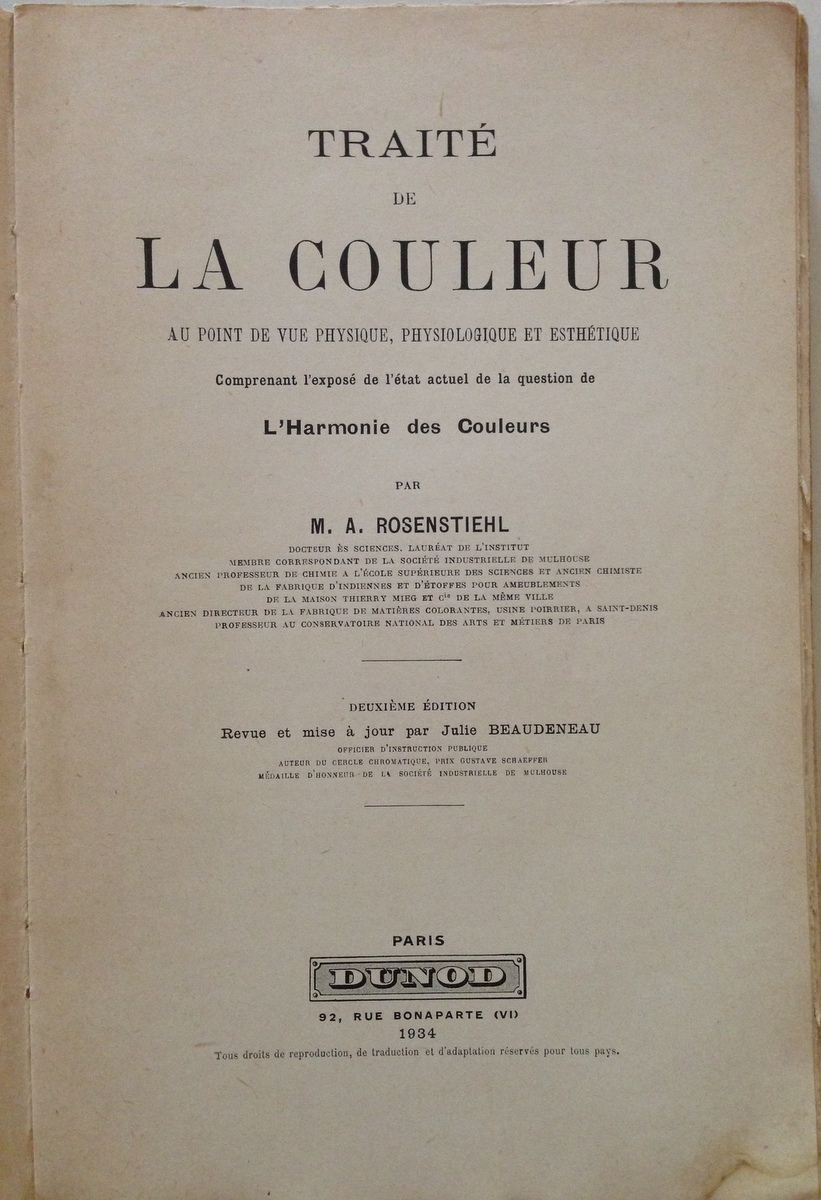 TRAITÉ
DE
LA COULEUR
AU POINT DE VUE PHYSIQUE, PHYSIOLOGIQUE ET ESTHÉTIQUE
Comprenant l'exposé de l'état actuel de la question de
L'Harmonie des Couleurs
PAR
M. A. ROSENSTIEHL
DOCTEUR ÈS SCIENCES, LAURÉAT DE L'INSTITUT
MEMBRE CORRESPONDANT DE LA SOCIÉTÉ INDUSTRIELLE DE MULHOUSE
ANCIEN PROFESSEUR DE CHIMIE A L'ÉCOLE SUPÉRIEURE DES SCIENCES ET ANCIEN CHIMISTE
DE LA FABRIQUE D'INDIENNES ET D'ÉTOFFES POUR AMEUBLEMENTS
DE LA MAISON THIERRY MIEG ET Cie DE LA MÊME VILLE
ANCIEN DIRECTEUR DE LA FABRIQUE DE MATIÈRES COLORANTES, USINE POIRRIER, A SAINT-DENIS
PROFESSEUR AU CONSERVATOIRE NATIONAL DES ARTS ET MÉTIERS DE PARIS
DEUXIÈME ÉDITION
Revue et mise à jour par Julie BEAUDENEAU
OFFICIER D'INSTRUCTION PUBLIQUE
AUTEUR DU CERCLE CHROMATIQUE, PRIX GUSTAVE SCHAEFFER
MÉDAILLE D'HONNEUR DE LA SOCIÉTÉ INDUSTRIELLE DE MULHOUSE
PARIS
DUNOD
92, RUE BONAPARTE (VI)
1934
Tous droits de reproduction, de traduction et d'adaptation réservés pour tous pays.